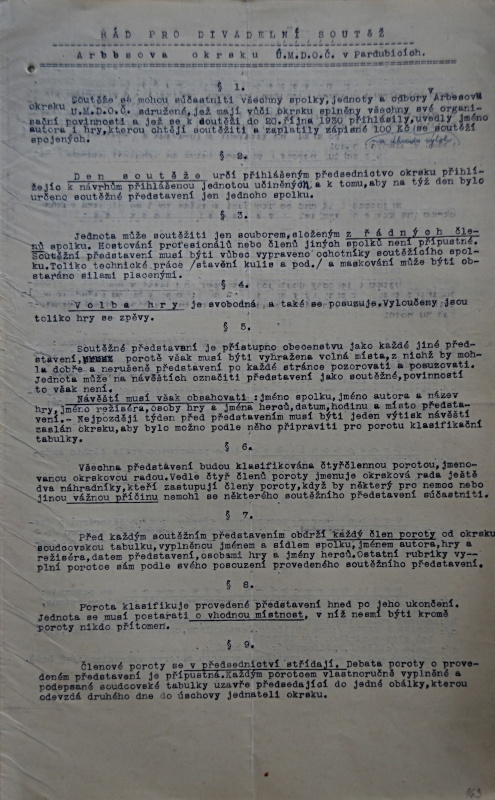 ŘÁD PRO DIVADELNÍ SOUTĚŽ
Arbesova okrsku Ú.M.D.O.Č. v Pardubicích.
§ 1.
Soutěže se mohou súčastniti všechny spolky, jednoty a odbory Arbesova
okrsku U.M.D.O.Č. sdružené, jež mají vůči okrsku splněny všechny své organi-
sační povinnosti a jež se k soutěži do 20. října 1930 přihlásily, uvedly jméno
autora i hry, kterou chtějí soutěžiti a zaplatily zápisné 100 Kč se soutěží
spojených.
§ 2.
Den soutěže určí přihlášeným předsednictvo okrsku přihlí-
žejíc k návrhům přihlášenou jednotou učiněných, a k tomu, aby na týž den bylo
určeno soutěžné představení jen jednoho spolku.
§ 3.
Jednota může soutěžiti jen souborem, složeným z řádných čle-
nů spolku. Hostování profesionálů nebo členů jiných spolků není přípustné.
Soutěžní představení musí býti vůbec vypraveno ochotníky soutěžícího spol-
ku. Toliko technické práce /stavění kulis a pod./ a maskování může býti ob-
staráno silami placenými.
§ 4.
Volba hry je svobodná a také se posuzuje. Vyloučeny jsou
toliko hry se zpěvy.
§ 5.
Soutěžné představaní je přístupno obecenstvu jako každé jiné před-
stavení, porotě však musí býti vyhražena volná místa, z nichž by moh-
la dobře a nerušeně představení po každé stránce pozorovati a posuzovati.
Jednota může na návěštích označiti představení jako soutěžné, povinností
to však není.
Návěští musí však obsahovati : jméno spolku, jméno autora a název
hry, jméno režiséra, osoby hry a jména herců, datum, hodinu a místo předsta-
vení.- Nejpozději týden před představením musí býti jeden výtisk návěští
zaslán okrsku, aby bylo možno podle něho připraviti pro porotu klasifikační
tabulky.
§ 6.
Všechna představení budou klasifikována čtyřčlennou porotou, jmeno-
vanou okrskovou radou. Vedle čtyř členů poroty jmenuje okrsková rada ještě
dva náhradníky, kteří zastupují členy poroty, když by některý pro nemoc nebo
jinou vážnou příčinu nemohl se některého soutěžního představení súčastniti.
§ 7.
Před každým soutěžním představením obdrží každý člen poroty od okrsku
soudcovskou tabulku, vyplněnou jménem a sídlem spolku, jménem autora, hry a
režiséra, datem představení, osobami hry a jmény herců. Ostatní rubriky vy--
plní porotce sám podle svého posouzení provedeného soutěžního představení.
§ 8.
Porota klasifikuje provedené představení hned po jeho ukončení.
Jednota se musí postarati o vhodnou místnost, v níž nesmí býti kromě
poroty nikdo přítomen.
§ 9.
Členové poroty se v předsednictví střídají. Debata poroty o prove-
deném představení je přípustná. Každým porotcem vlastnoručně vyplněné a
podepsané soudcovské tabulky uzavře předsedající do jedné obálky, kterou
odevzdá druhého dne do úschovy jednateli okrsku.
163